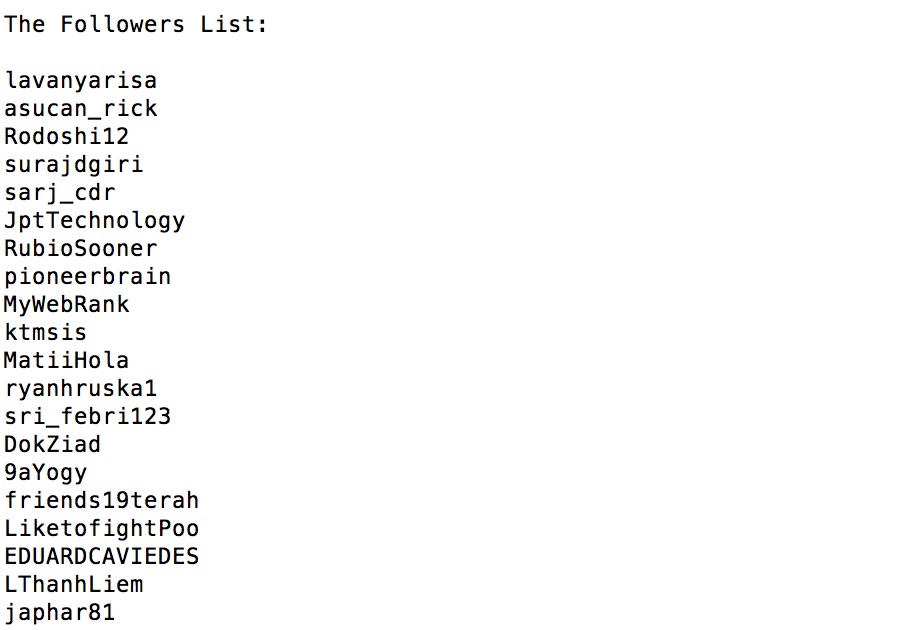 The Followers List:
lavanyarisa
asucan_rick
Rodoshi12
surajdgiri
sarj_cdr
JptTechnology
RubioSooner
pioneerbrain
MyWebRank
ktmsis
MatiiHola
ryanhruska1
sri_febri123
DokZiad
9aYogy
friends19terah
LiketofightPoo
EDUARDCAVIEDES
LThanhLiem
japhar81